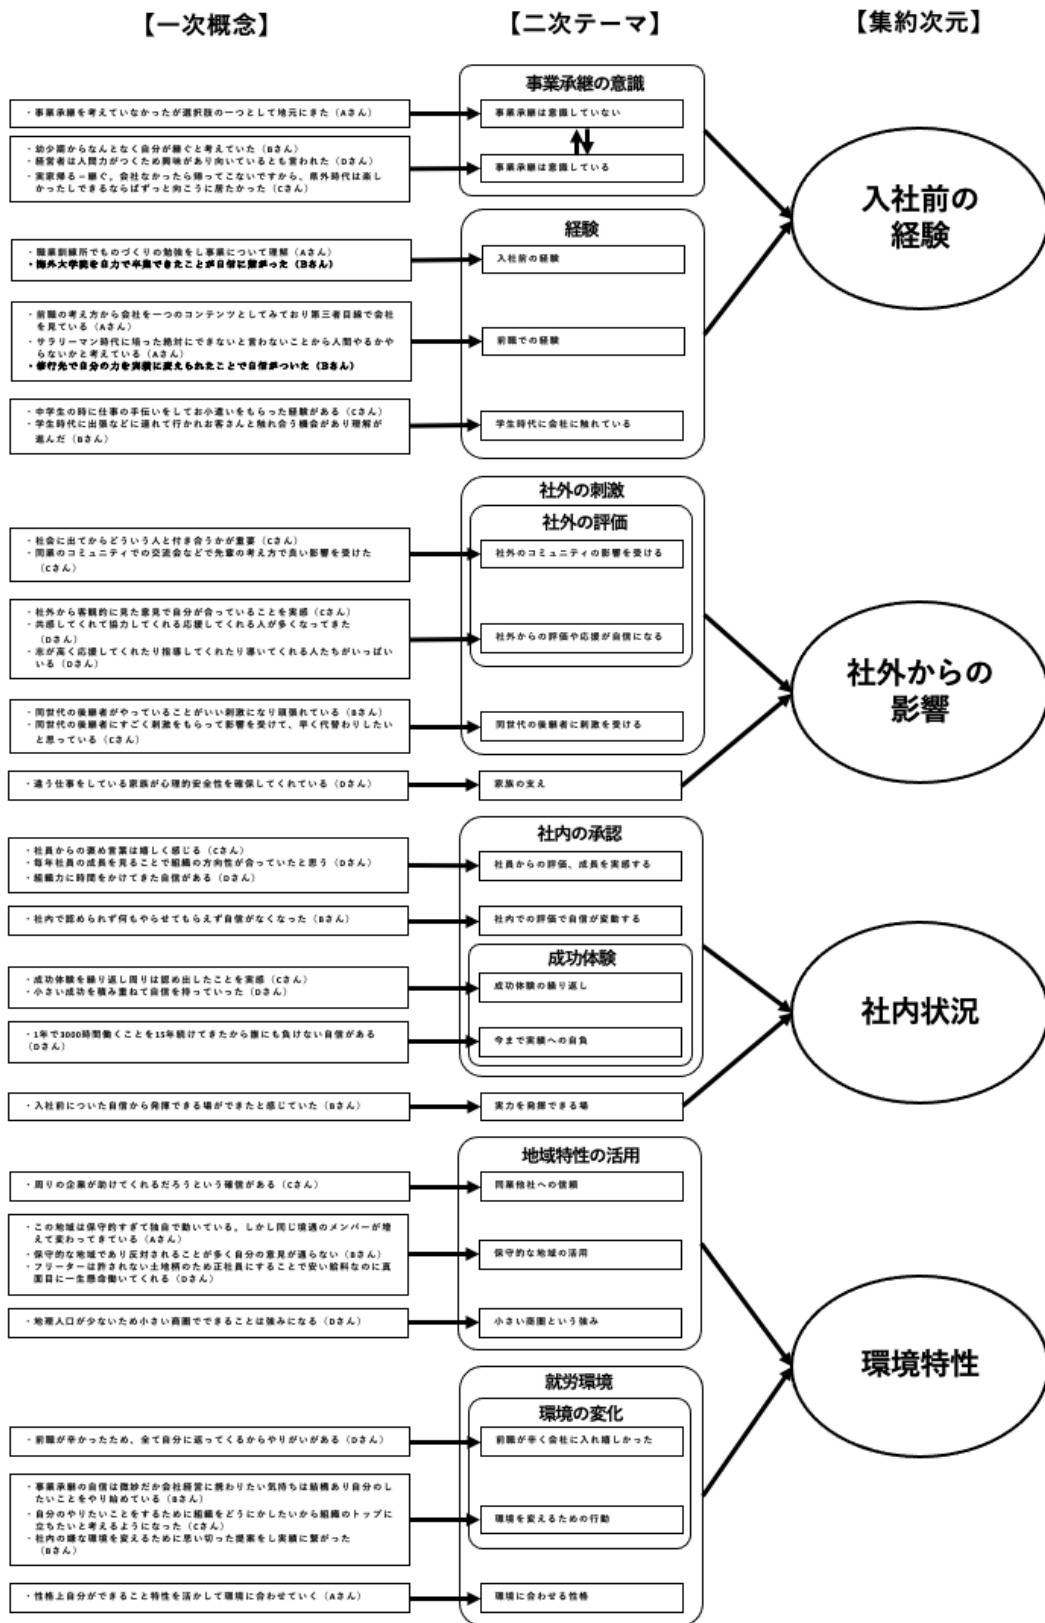 【一次概念】
【二次テーマ】
【集約次元】
事業承継の意識
・事業承継を考えていなかったが選択肢の一つとして地元にきた（Aさん）
事業承継は意識していない
・幼少期からなんとなく自分が継ぐと考えていた（Bさん）
・経営者は人間力がつくため興味があり向いているとも言われた（Dさん）
・実家帰る＝継ぐ。会社なかったら帰ってこないですから、県外時代は楽し
かったしできるならばずっと向こうに居たかった（Cさん）
事業承継は意識している
入社前の
経験
経験
・職業訓練所でものづくりの勉強をし事業について理解（Aさん）
・海外大学院を自力で卒業できたことが自信に繋がった（Bさん）
入社前の経験
・前職の考え方から会社を一つのコンテンツとしてみており第三者目線で会社
を見ている（Aさん）
・サラリーマン時代に培った絶対にできないと言わないことから人間やるかや
らないかと考えている（Aさん）
・修行先で自分の力を実績に変えられたことで自信がついた（Bさん）
前職での経験
・中学生の時に仕事の手伝いをしてお小遣いをもらった経験がある（Cさん）
・学生時代に出張などに連れて行かれお客さんと触れ合う機会があり理解が
進んだ（Bさん）
学生時代に会社に触れている
社外の刺激
社外の評価
・社会に出てからどういう人と付き合うかが重要（Cさん）
・同業のコミュニティでの交流会などで先輩の考え方で良い影響を受けた
（Cさん）
社外のコミュニティの影響を受ける
・社外から客観的に見た意見で自分が合っていることを実感（Cさん）
・共感してくれて協力してくれる応援してくれる人が多くなってきた
（Dさん）
・志が高く応援してくれたり指導してくれたり導いてくれる人たちがいっぱい
いる（Dさん）
社外からの評価や応援が自信になる
社外からの
影響
・同世代の後継者がやっていることがいい刺激になり頑張れている（Bさん）
・同世代の後継者にすごく刺激をもらって影響を受けて、早く代替わりしたい
と思っている（Cさん）
同世代の後継者に刺激を受ける
・違う仕事をしている家族が心理的安全性を確保してくれている（Dさん）
家族の支え
社内の承認
・社員からの褒め言葉は嬉しく感じる（Cさん）
・毎年社員の成長を見ることで組織の方向性が合っていたと思う（Dさん）
・組織力に時間をかけてきた自信がある（Dさん）
社員からの評価、成長を実感する
・社内で認められず何もやらせてもらえず自信がなくなった（Bさん）
社内での評価で自信が変動する
成功体験
・成功体験を繰り返し周りは認め出したことを実感（Cさん）
・小さい成功を積み重ねて自信を持っていった（Dさん）
成功体験の繰り返し
・1年で3000時間働くことを15年続けてきたから誰にも負けない自信がある
（Dさん）
今まで実績への自負
社内状況
・入社前についた自信から発揮できる場ができたと感じていた（Bさん）
実力を発揮できる場
地域特性の活用
・周りの企業が助けてくれるだろうという確信がある（Cさん）
同業他社への信頼
・この地域は保守的すぎて独自で動いている。しかし同じ境遇のメンバーが増
えて変わってきている（Aさん）
・保守的な地域であり反対されることが多く自分の意見が通らない（Bさん）
・フリーターは許されない土地柄のため正社員にすることで安い給料なのに真
面目に一生懸命働いてくれる（Dさん）
保守的な地域の活用
・地理人口が少ないため小さい商圏でできることは強みになる（Dさん）
小さい商圏という強み
環境特性
就労環境
環境の変化
・前職が辛かったため、全て自分に返ってくるからやりがいがある（Dさん）
前職が辛く会社に入れ嬉しかった
・事業承継の自信は微妙だか会社経営に携わりたい気持ちは結構あり自分のし
たいことをやり始めている（Bさん）
・自分のやりたいことをするために組織をどうにかしたいから組織のトップに
立ちたいと考えるようになった（Cさん）
・社内の嫌な環境を変えるために思い切った提案をし実績に繋がった
（Bさん）
環境を変えるための行動
・性格上自分ができること特性を活かして環境に合わせていく（Aさん）
環境に合わせる性格